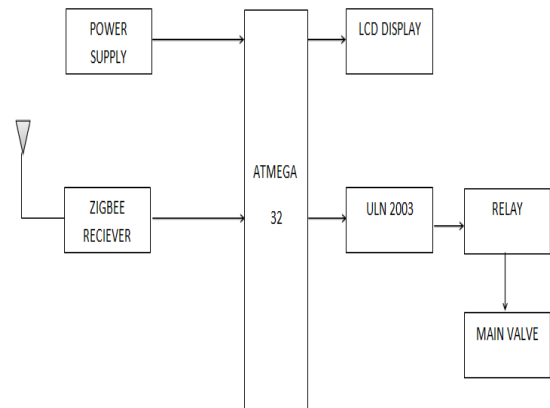 POWER
SUPPLY
LCD DISPLAY
ATMEGA
32
ZIGBEE
RECIEVER
ULN 2003
RELAY
MAIN VALVE